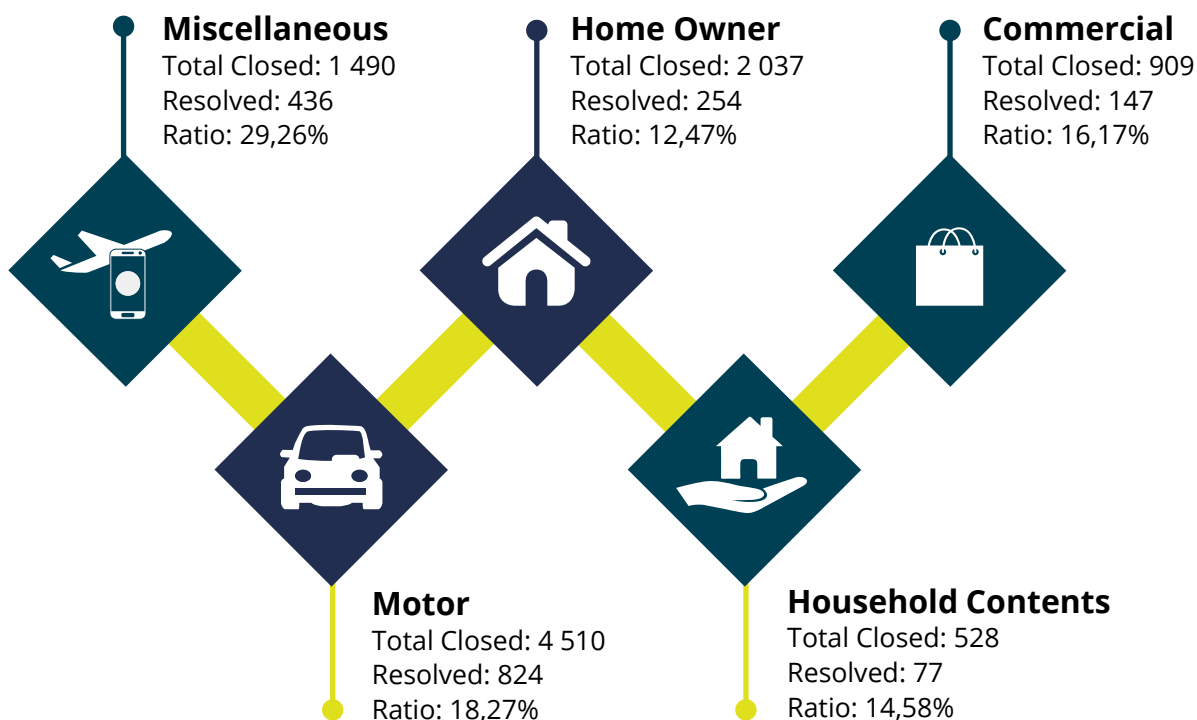 Miscellaneous
Total Closed: 1 490
Resolved: 436
Ratio: 29,26%
Home Owner
Total Closed: 2 037
Resolved: 254
Ratio: 12,47%
Commercial
Total Closed: 909
Resolved: 147
Ratio: 16,17%
Motor
Total Closed: 4 510
Resolved: 824
Ratio: 18,27%
Household Contents
Total Closed: 528
Resolved: 77
Ratio: 14,58%